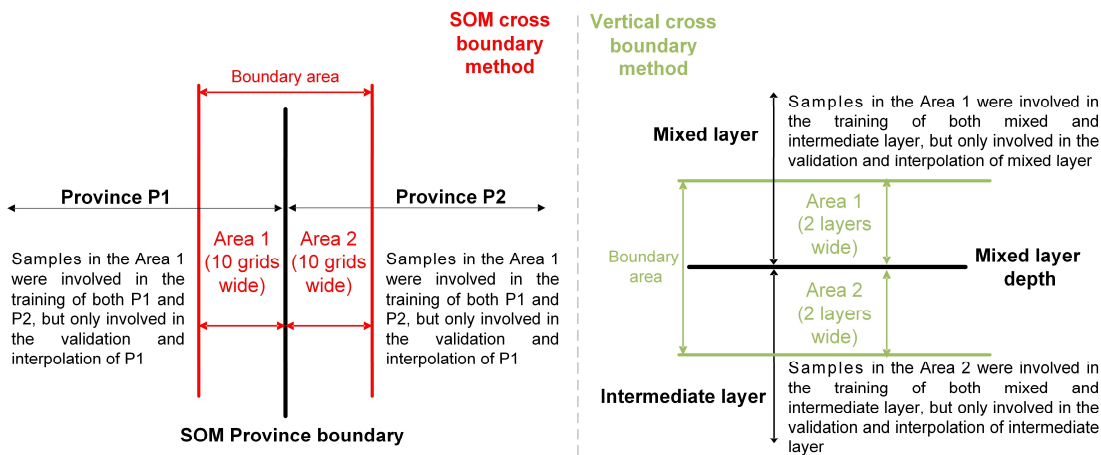 SOM cross
boundary
method
Boundary area
Province P1
Province P2
Area 1
(10 grids
wide)
Area 2
(10 grids
wide)
Samples in the Area 1
were involved in the
training of both P1 and
P2, but only involved in
the validation and
interpolation of P1
Samples in the Area 1
were involved in the
training of both P1 and
P2, but only involved in
the validation and
interpolation of P1
SOM Province boundary
Vertical cross
boundary
method
Mixed layer
Samples in the Area 1 were involved in
the training of both mixed and
intermediate layer, but only involved in the
validation and interpolation of mixed layer
Area 1
(2 layers
wide)
Boundary
area
Mixed layer
depth
Area 2
(2 layers
wide)
Intermediate layer
Samples in the Area 2 were involved in
the training of both mixed and
intermediate layer, but only involved in the
validation and interpolation of intermediate
layer